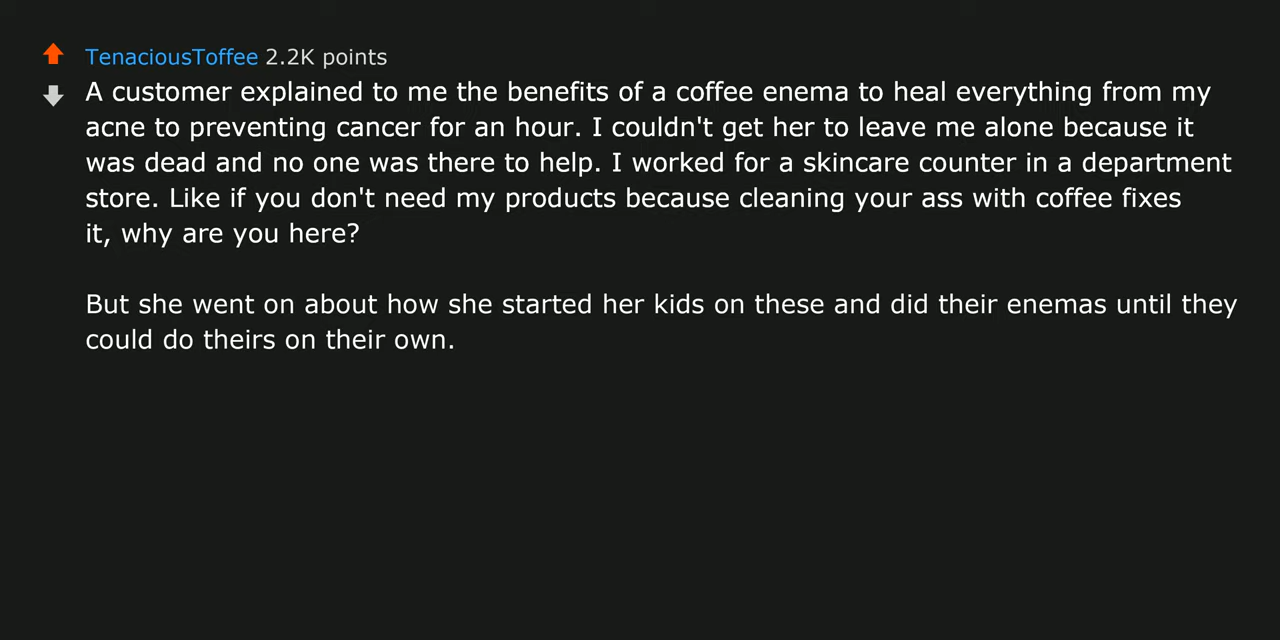 TenaciousToffee 2.2K points
A customer explained to me the benefits of a coffee enema to heal everything from my
acne to preventing cancer for an hour. I couldn't get her to leave me alone because it
was dead and no one was there to help. I worked for a skincare counter in a department
store. Like if you don't need my products because cleaning your ass with coffee fixes
it, why are you here?
But she went on about how she started her kids on these and did their enemas until they
could do theirs on their own.